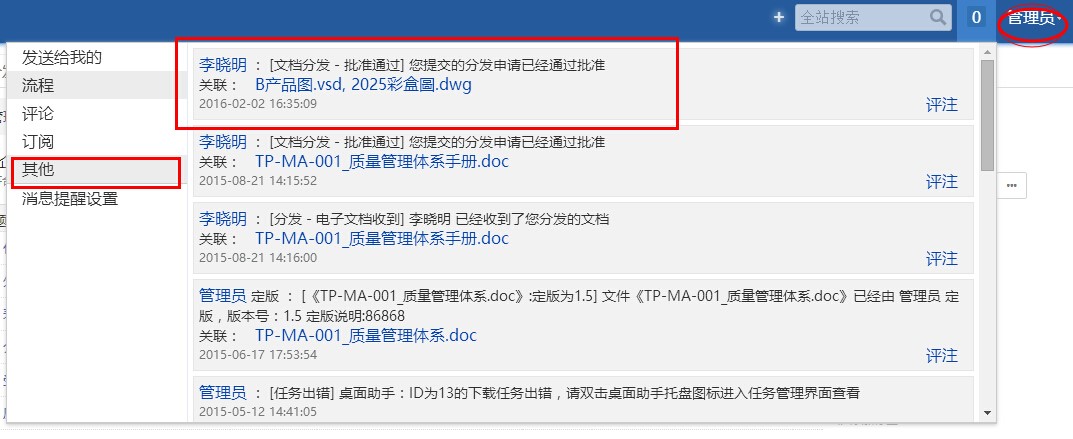 + 全站搜索 0 管理员
发送给我的
流程
评论
订阅
其他
消息提醒设置
李晓明 : [文档分发 - 批准通过] 您提交的分发申请已经通过批准
关联: B产品图.vsd, 2025彩盒圖.dwg
2016-02-02 16:35:09
评注
李晓明 : [文档分发 - 批准通过] 您提交的分发申请已经通过批准
关联: TP-MA-001_质量管理体系手册.doc
2015-08-21 14:15:52
评注
李晓明 : [分发 - 电子文档收到] 李晓明 已经收到了您分发的文档
关联: TP-MA-001_质量管理体系手册.doc
2015-08-21 14:16:00
评注
管理员 定版 : [《TP-MA-001_质量管理体系.doc》:定版为1.5] 文件《TP-MA-001_质量管理体系.doc》已经由 管理员 定
版，版本号：1.5 定版说明:86868
关联: TP-MA-001_质量管理体系.doc
2015-06-17 17:53:54
评注
管理员 : [任务出错] 桌面助手：ID为13的下载任务出错，请双击桌面助手托盘图标进入任务管理界面查看
2015-05-12 14:41:05